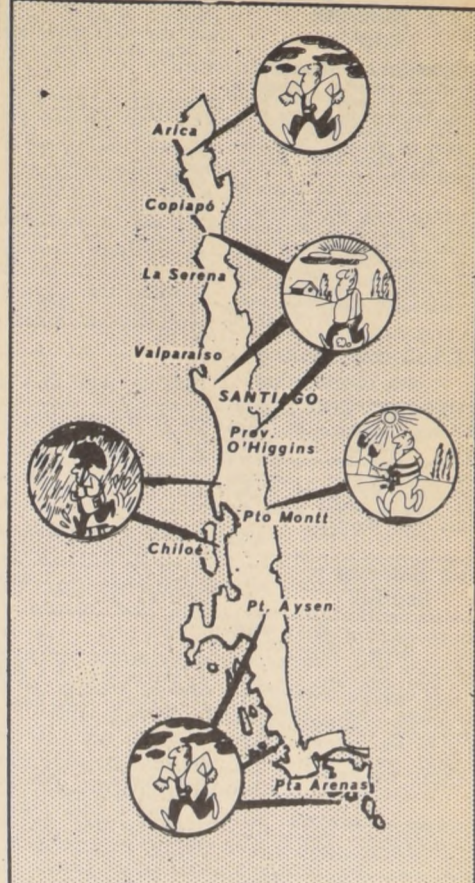 Arica
Copiapó
La Serena
Valparaíso
SANTIAGO
Prov.
O'Higgins
Pto Montt
Chiloé
Pt. Aysen
Pta Arenas